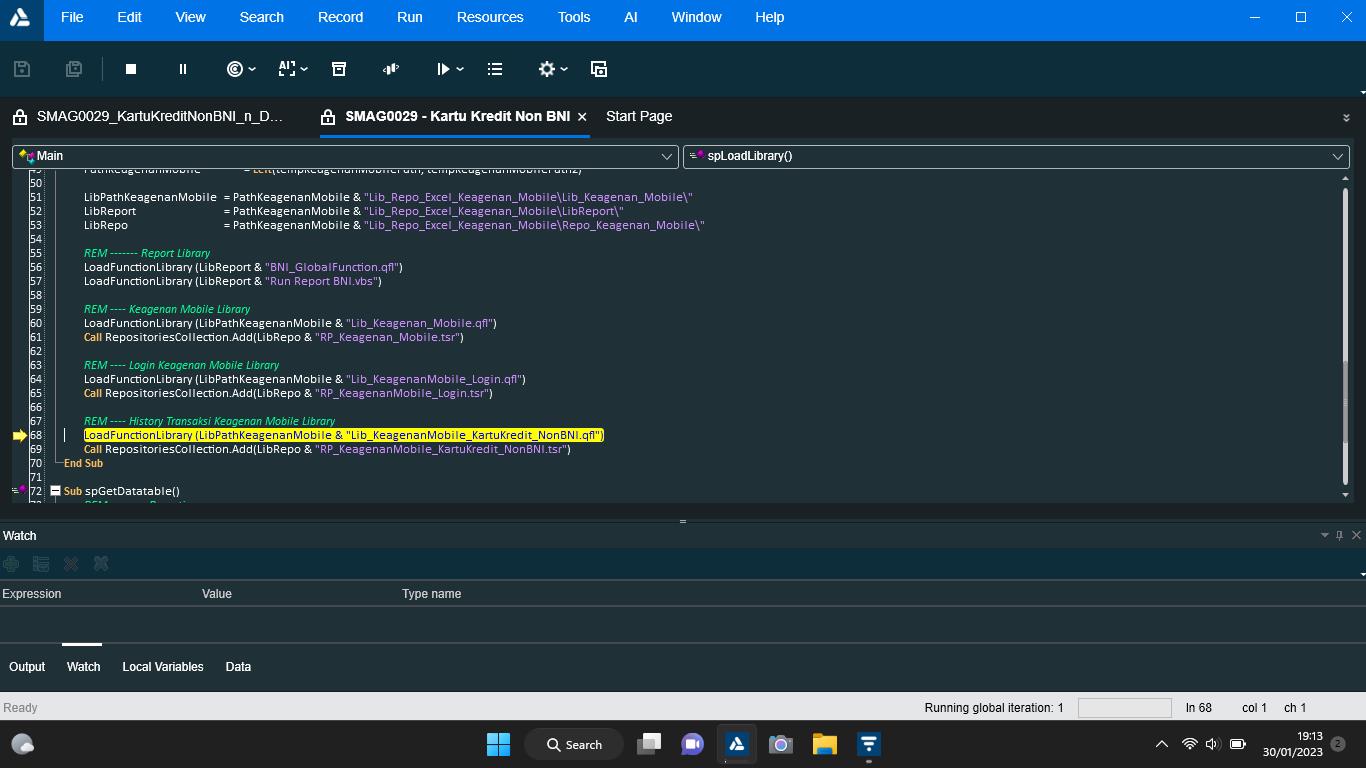 File Edit View Search Record Run Resources Tools AI Window Help
SMAG0029_KartuKreditNonBNI_n_D... SMAG0029 - Kartu Kredit Non BNI Start Page
Main spLoadLibrary()
49 PathKeagenanMobile = Left(tempKeagenanMobilePath, tempKeagenanMobilePath2)
50
51 LibPathKeagenanMobile = PathKeagenanMobile & "Lib_Repo_Excel_Keagenan_Mobile\Lib_Keagenan_Mobile\"
52 LibReport = PathKeagenanMobile & "Lib_Repo_Excel_Keagenan_Mobile\LibReport\"
53 LibRepo = PathKeagenanMobile & "Lib_Repo_Excel_Keagenan_Mobile\Repo_Keagenan_Mobile\"
54
55 REM ------- Report Library
56 LoadFunctionLibrary (LibReport & "BNI_GlobalFunction.qfl")
57 LoadFunctionLibrary (LibReport & "Run Report BNI.vbs")
58
59 REM ---- Keagenan Mobile Library
60 LoadFunctionLibrary (LibPathKeagenanMobile & "Lib_Keagenan_Mobile.qfl")
61 Call RepositoriesCollection.Add(LibRepo & "RP_Keagenan_Mobile.tsr")
62
63 REM ---- Login Keagenan Mobile Library
64 LoadFunctionLibrary (LibPathKeagenanMobile & "Lib_KeagenanMobile_Login.qfl")
65 Call RepositoriesCollection.Add(LibRepo & "RP_KeagenanMobile_Login.tsr")
66
67 REM ---- History Transaksi Keagenan Mobile Library
68 LoadFunctionLibrary (LibPathKeagenanMobile & "Lib_KeagenanMobile_KartuKredit_NonBNI.qfl")
69 Call RepositoriesCollection.Add(LibRepo & "RP_KeagenanMobile_KartuKredit_NonBNI.tsr")
70 End Sub
71
72 Sub spGetDatatable()
Watch
Expression Value Type name
Output Watch Local Variables Data
Ready Running global iteration: 1 ln 68 col 1 ch 1
Search
19:13
30/01/2023 2